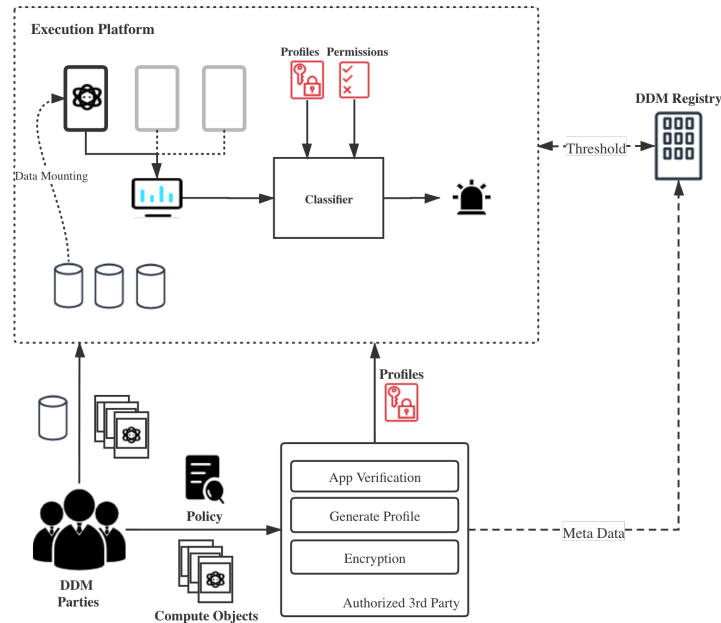 Execution Platform
Profiles
Permissions
DDM Registry
Threshold
Data Mounting
Classifier
Profiles
App Verification
Policy
Generate Profile
Meta Data
Encryption
DDM
Parties
Authorized 3rd Party
Compute Objects